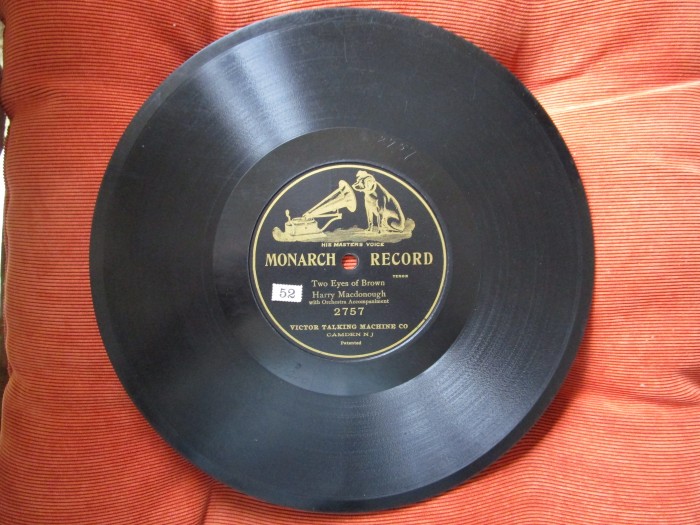 HIS MASTERS VOICE
MONARCH RECORD
TENOR
Two Eyes of Brown
52
Harry Macdonough
with Orchestra Accompaniment
2757
VICTOR TALKING MACHINE CO
CAMDEN N J
Patented